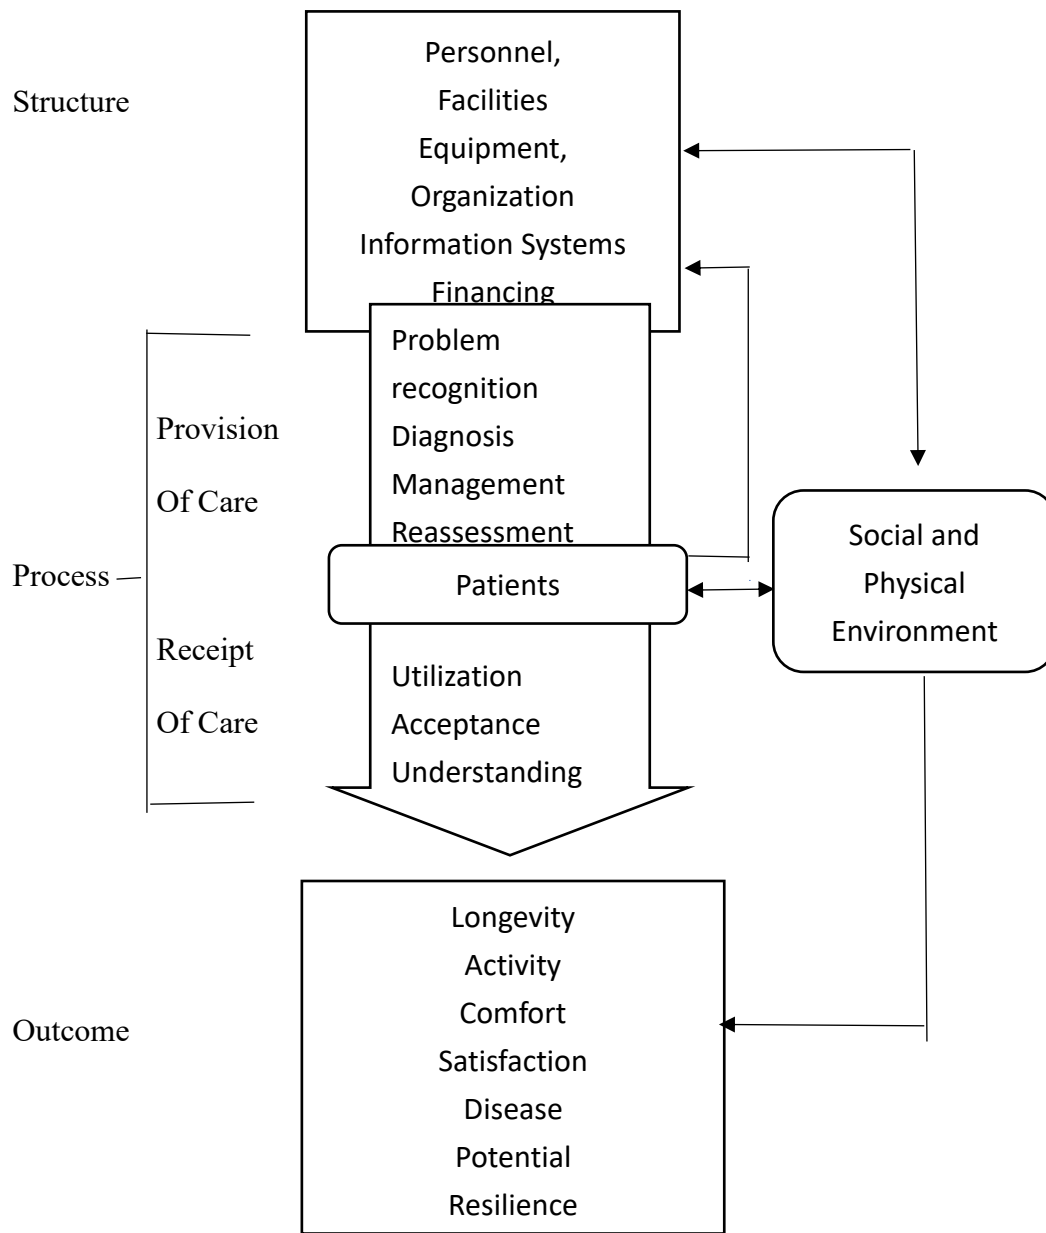 Structure
Personnel,
Facilities
Equipment,
Organization
Information Systems
Financing
Process
Provision
Of Care
Problem
recognition
Diagnosis
Management
Reassessment
Patients
Social and
Physical
Environment
Receipt
Of Care
Utilization
Acceptance
Understanding
Outcome
Longevity
Activity
Comfort
Satisfaction
Disease
Potential
Resilience